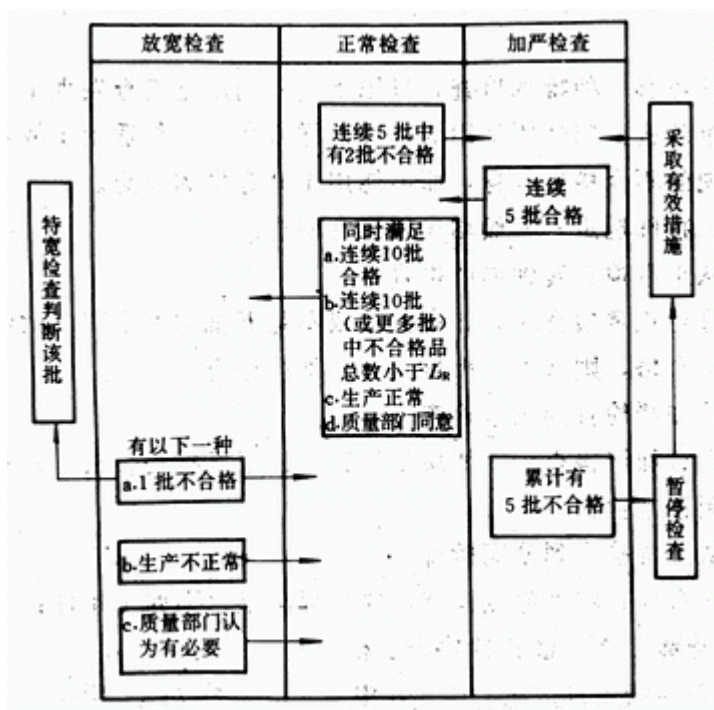 放宽检查
正常检查
加严检查
连续5批中
有2批不合格
连续
5批合格
采取有效措施
同时满足
a.连续10批
合格
b.连续10批
(或更多批)
中不合格品
总数小于LR
c.生产正常
d.质量部门同意
特宽检查判断该批
有以下一种
a.1批不合格
累计有
5批不合格
暂停检查
b.生产不正常
c.质量部门认
为有必要